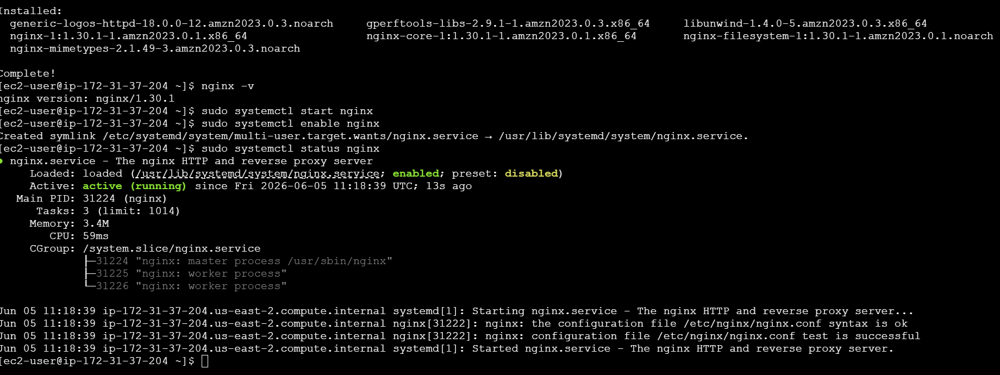 Installed:
generic-logos-httpd-18.0.0-12.amzn2023.0.3.noarch gperftools-libs-2.9.1-1.amzn2023.0.3.x86_64 libunwind-1.4.0-5.amzn2023.0.3.x86_64
nginx-1:1.30.1-1.amzn2023.0.1.x86_64 nginx-core-1:1.30.1-1.amzn2023.0.1.x86_64 nginx-filesystem-1:1.30.1-1.amzn2023.0.1.noarch
nginx-mimetypes-2.1.49-3.amzn2023.0.3.noarch
Complete!
[ec2-user@ip-172-31-37-204 ~]$ nginx -v
nginx version: nginx/1.30.1
[ec2-user@ip-172-31-37-204 ~]$ sudo systemctl start nginx
[ec2-user@ip-172-31-37-204 ~]$ sudo systemctl enable nginx
Created symlink /etc/systemd/system/multi-user.target.wants/nginx.service → /usr/lib/systemd/system/nginx.service.
[ec2-user@ip-172-31-37-204 ~]$ sudo systemctl status nginx
● nginx.service - The nginx HTTP and reverse proxy server
Loaded: loaded (/usr/lib/systemd/system/nginx.service; enabled; preset: disabled)
Active: active (running) since Fri 2026-06-05 11:18:39 UTC; 13s ago
Main PID: 31224 (nginx)
Tasks: 3 (limit: 1014)
Memory: 3.4M
CPU: 59ms
CGroup: /system.slice/nginx.service
├─31224 "nginx: master process /usr/sbin/nginx"
├─31225 "nginx: worker process"
└─31226 "nginx: worker process"
Jun 05 11:18:39 ip-172-31-37-204.us-east-2.compute.internal systemd[1]: Starting nginx.service - The nginx HTTP and reverse proxy server...
Jun 05 11:18:39 ip-172-31-37-204.us-east-2.compute.internal nginx[31222]: nginx: the configuration file /etc/nginx/nginx.conf syntax is ok
Jun 05 11:18:39 ip-172-31-37-204.us-east-2.compute.internal nginx[31222]: nginx: configuration file /etc/nginx/nginx.conf test is successful
Jun 05 11:18:39 ip-172-31-37-204.us-east-2.compute.internal systemd[1]: Started nginx.service - The nginx HTTP and reverse proxy server.
[ec2-user@ip-172-31-37-204 ~]$